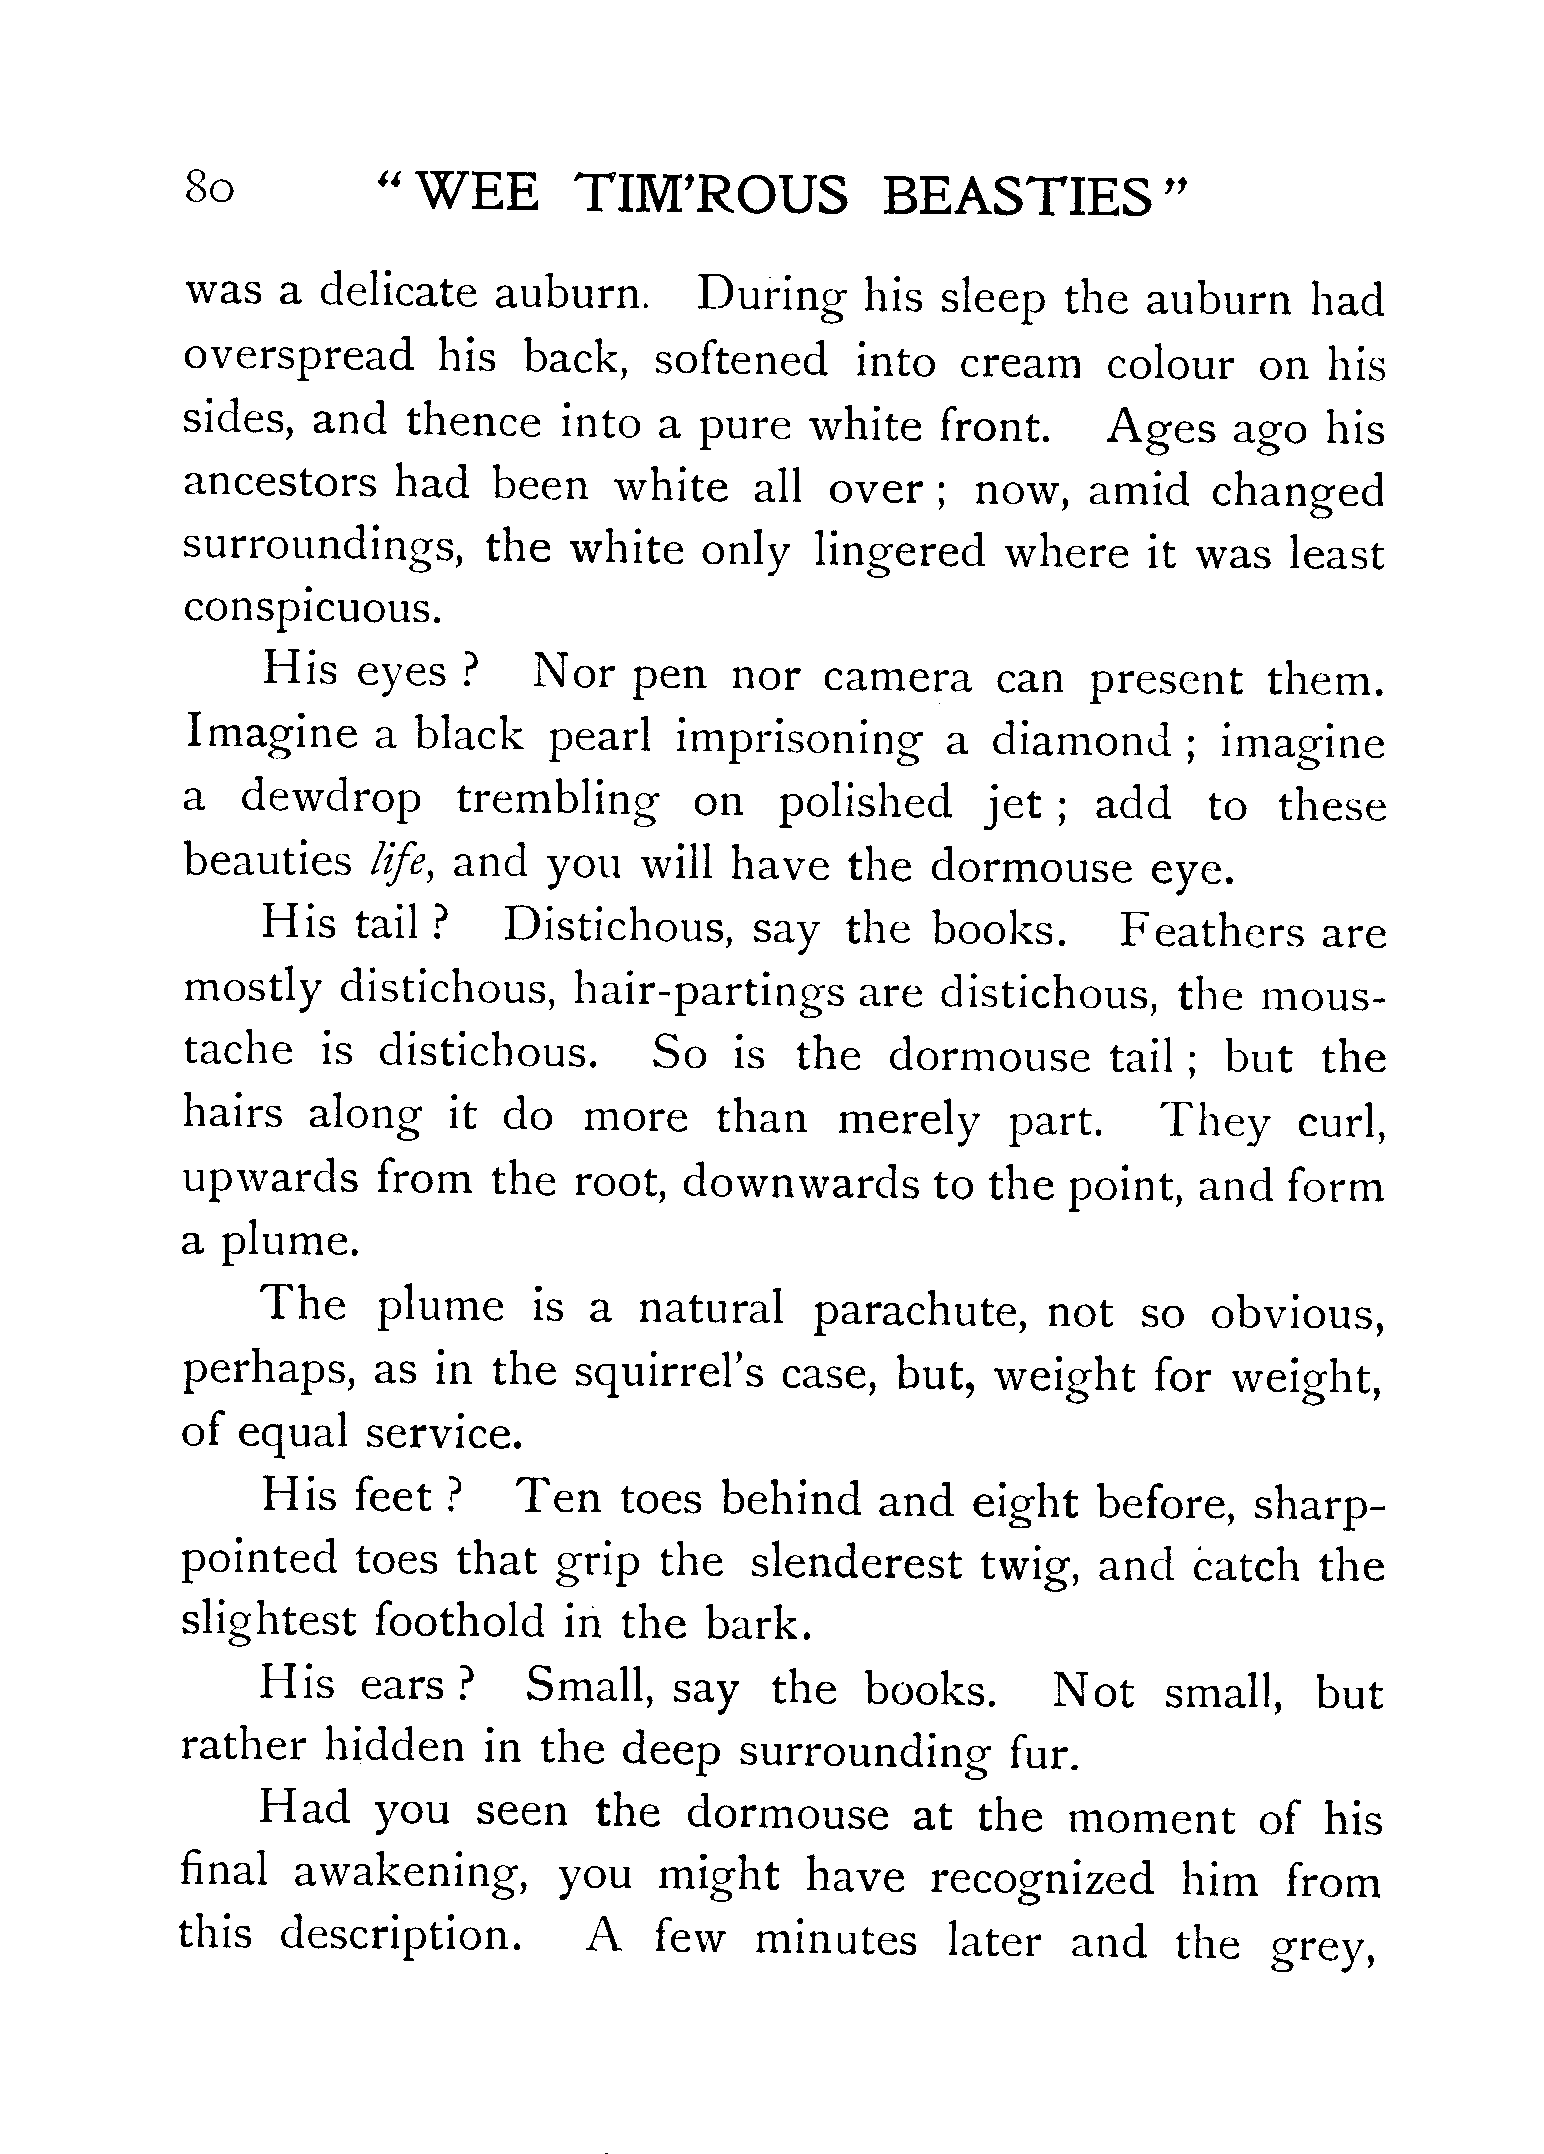 80 “WEE TIM’ROUS BEASTIES”
was a delicate auburn. During his sleep the auburn had
overspread his back, softened into cream colour on his
sides, and thence into a pure white front. Ages ago his
ancestors had been white all over ; now, amid changed
surroundings, the white only lingered where it was least
conspicuous.
His eyes ? Nor pen nor camera can present them.
Imagine a black pearl imprisoning a diamond ; imagine
a dewdrop trembling on polished jet ; add to these
beauties life, and you will have the dormouse eye.
His tail ? Distichous, say the books. Feathers are
mostly distichous, hair-partings are distichous, the mous-
tache is distichous. So is the dormouse tail ; but the
hairs along it do more than merely part. They curl,
upwards from the root, downwards to the point, and form
a plume.
The plume is a natural parachute, not so obvious,
perhaps, as in the squirrel’s case, but, weight for weight,
of equal service.
His feet ? Ten toes behind and eight before, sharp-
pointed toes that grip the slenderest twig, and catch the
slightest foothold in the bark.
His ears ? Small, say the books. Not small, but
rather hidden in the deep surrounding fur.
Had you seen the dormouse at the moment of his
final awakening, you might have recognized him from
this description. A few minutes later and the grey,